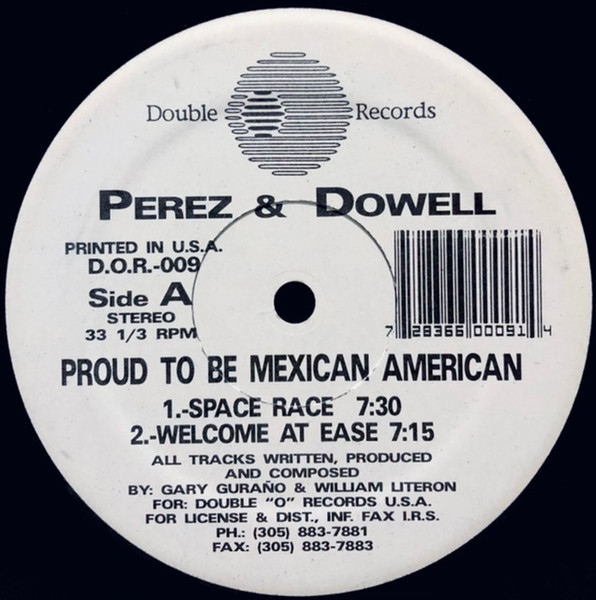 Double Records
PEREZ & DOWELL
PRINTED IN U.S.A.
D.O.R.-009
Side A
STEREO
33 1/3 RPM
7 28366 00091 4
PROUD TO BE MEXICAN AMERICAN
1.-SPACE RACE 7:30
2.-WELCOME AT EASE 7:15
ALL TRACKS WRITTEN, PRODUCED
AND COMPOSED
BY: GARY GURAÑO & WILLIAM LITERON
FOR: DOUBLE "O" RECORDS U.S.A.
FOR LICENSE & DIST., INF. FAX I.R.S.
PH.: (305) 883-7881
FAX: (305) 883-7883